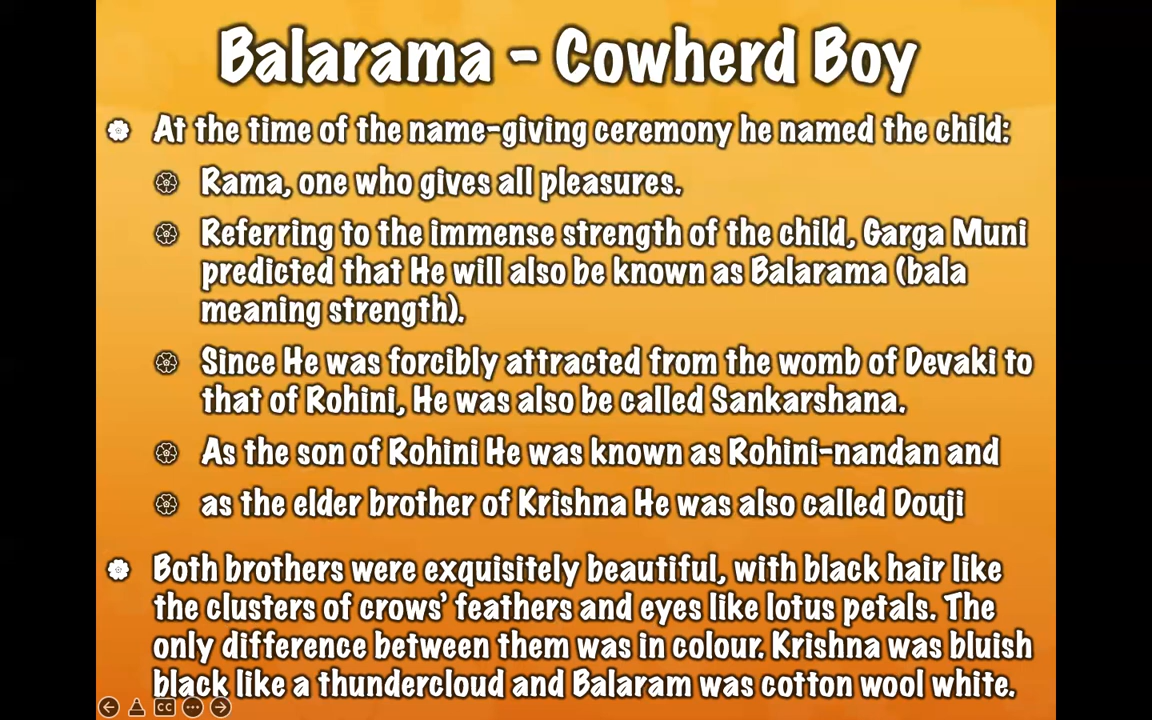 Balarama - Cowherd Boy
At the time of the name-giving ceremony he named the child:
Rama, one who gives all pleasures.
Referring to the immense strength of the child, Garga Muni
predicted that He will also be known as Balarama (bala
meaning strength).
Since He was forcibly attracted from the womb of Devaki to
that of Rohini, He was also be called Sankarshana.
As the son of Rohini He was known as Rohini-nandan and
as the elder brother of Krishna He was also called Douji
Both brothers were exquisitely beautiful, with black hair like
the clusters of crows’ feathers and eyes like lotus petals. The
only difference between them was in colour. Krishna was bluish
black like a thundercloud and Balaram was cotton wool white.
CC